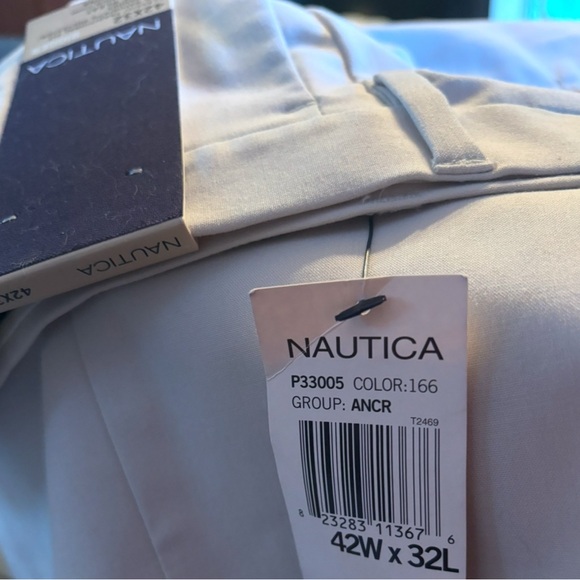 NAUTICA
NAUTICA
NAUTICA
P33005 COLOR:166
GROUP: ANCR
T2469
8 23283 11367 6
42W x 32L